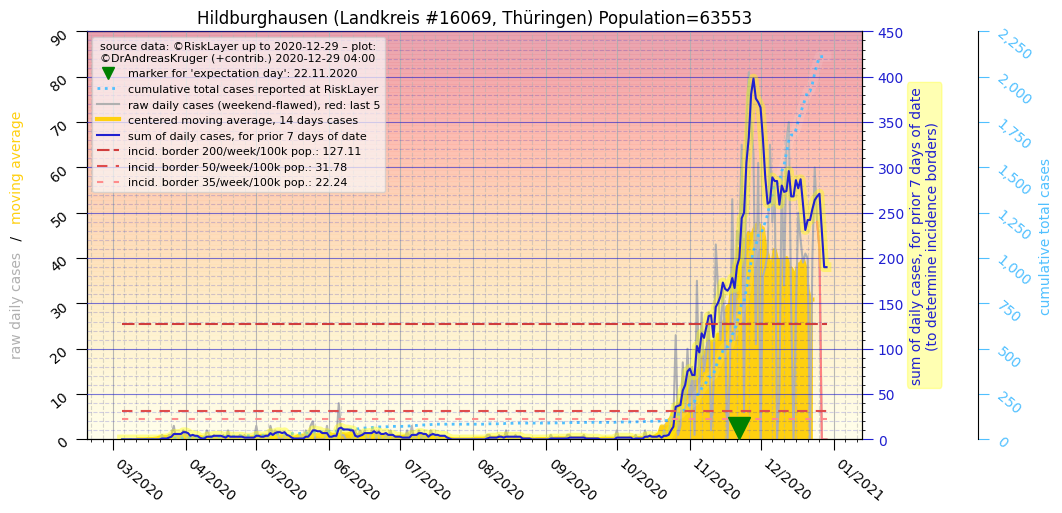 Hildburghausen (Landkreis #16069, Thüringen) Population=63553
source data: ©RiskLayer up to 2020-12-29 – plot:
©DrAndreasKruger (+contrib.) 2020-12-29 04:00
marker for 'expectation day': 22.11.2020
cumulative total cases reported at RiskLayer
raw daily cases (weekend-flawed), red: last 5
centered moving average, 14 days cases
sum of daily cases, for prior 7 days of date
incid. border 200/week/100k pop.: 127.11
incid. border 50/week/100k pop.: 31.78
incid. border 35/week/100k pop.: 22.24
raw daily cases / moving average
90
80
70
60
50
40
30
20
10
0
03/2020
04/2020
05/2020
06/2020
07/2020
08/2020
09/2020
10/2020
11/2020
12/2020
01/2021
450
400
350
300
250
200
150
100
50
0
sum of daily cases, for prior 7 days of date
(to determine incidence borders)
2,250
2,000
1,750
1,500
1,250
1,000
750
500
250
0
cumulative total cases